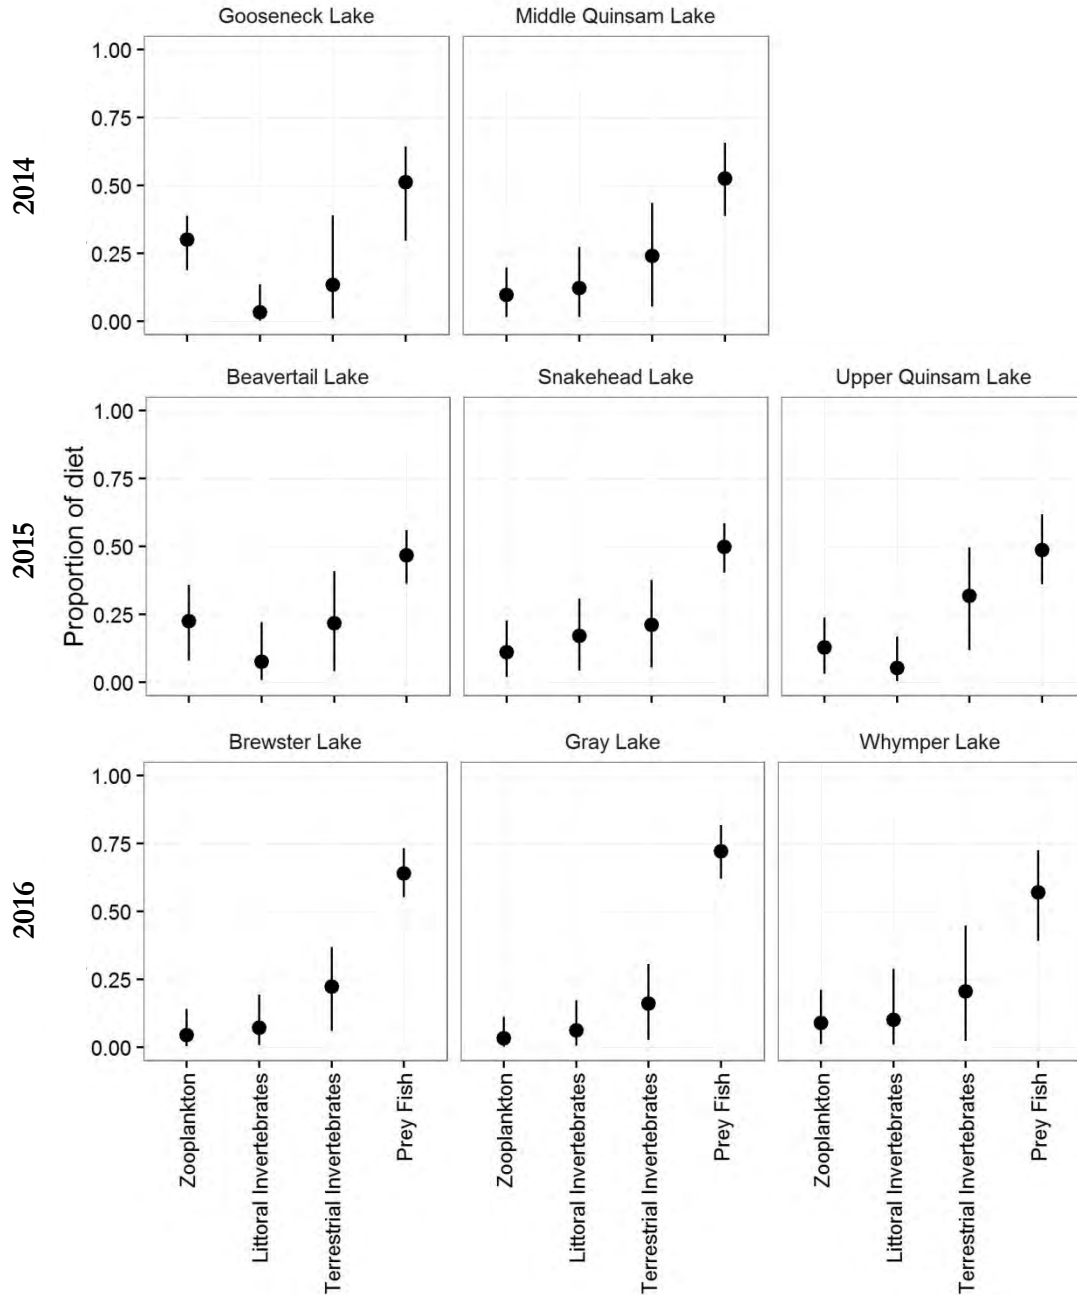 Gooseneck Lake
Middle Quinsam Lake
1.00
0.75
0.50
0.25
0.00
2014
Beavertail Lake
Snakehead Lake
Upper Quinsam Lake
1.00
0.75
0.50
0.25
0.00
2015
Proportion of diet
Brewster Lake
Gray Lake
Whymper Lake
1.00
0.75
0.50
0.25
0.00
2016
Zooplankton
Littoral Invertebrates
Terrestrial Invertebrates
Prey Fish
Zooplankton
Littoral Invertebrates
Terrestrial Invertebrates
Prey Fish
Zooplankton
Littoral Invertebrates
Terrestrial Invertebrates
Prey Fish